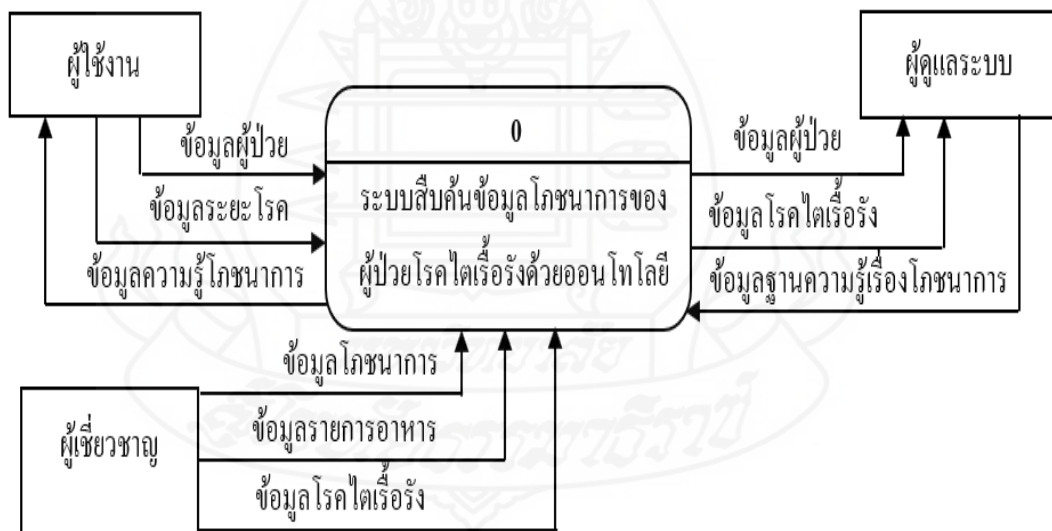 ผู้ใช้งาน
ผู้ดูแลระบบ
0
ข้อมูลผู้ป่วย
ข้อมูลผู้ป่วย
ระบบสืบค้นข้อมูลโภชนาการของ
ข้อมูลระยะโรค
ข้อมูลโรคไตเรื้อรัง
ข้อมูลความรู้โภชนาการ
ผู้ป่วยโรคไตเรื้อรังด้วยออนโทโลยี
ข้อมูลฐานความรู้เรื่องโภชนาการ
ข้อมูลโภชนาการ
ผู้เชี่ยวชาญ
ข้อมูลรายการอาหาร
ข้อมูลโรคไตเรื้อรัง